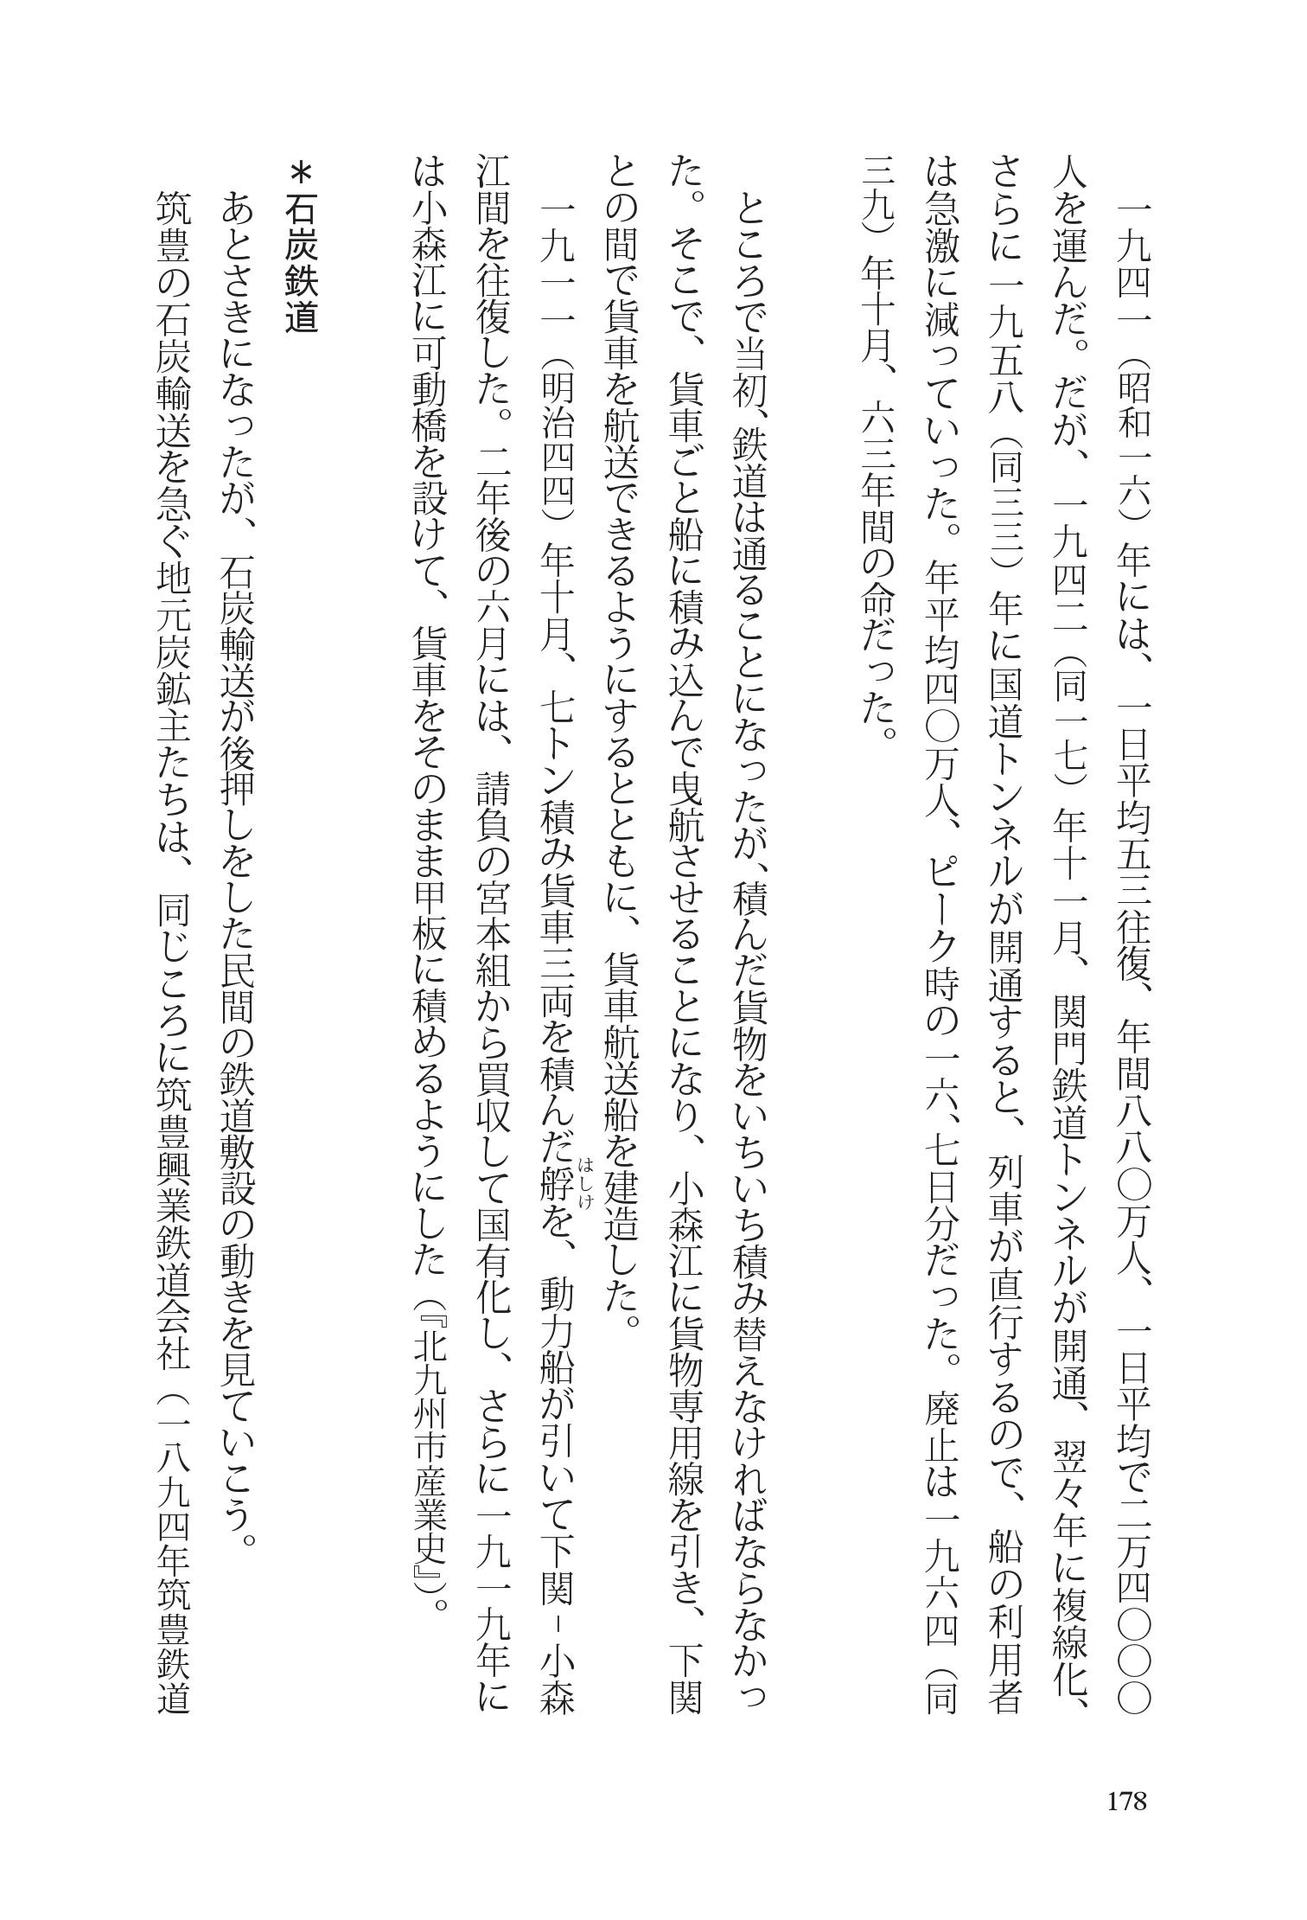 一九四一（昭和一六）年には、一日平均五三往復、年間八八〇万人、一日平均で二万四〇〇〇
人を運んだ。だが、一九四二（同一七）年十一月、関門鉄道トンネルが開通、翌々年に複線化、
さらに一九五八（同三三）年に国道トンネルが開通すると、列車が直行するので、船の利用者
は急激に減っていった。年平均四〇万人、ピーク時の一六、七日分だった。廃止は一九六四（同
三九）年十月、六三年間の命だった。
ところで当初、鉄道は通ることになったが、積んだ貨物をいちいち積み替えなければならなかっ
た。そこで、貨車ごと船に積み込んで曳航させることになり、小森江に貨物専用線を引き、下関
との間で貨車を航送できるようにするとともに、貨車航送船を建造した。
一九一一（明治四四）年十月、七トン積み貨車三両を積んだ艀を、動力船が引いて下関－小森
はしけ
江間を往復した。二年後の六月には、請負の宮本組から買収して国有化し、さらに一九一九年に
は小森江に可動橋を設けて、貨車をそのまま甲板に積めるようにした（『北九州市産業史』）。
＊石炭鉄道
あとさきになったが、石炭輸送が後押しをした民間の鉄道敷設の動きを見ていこう。
筑豊の石炭輸送を急ぐ地元炭鉱主たちは、同じころに筑豊興業鉄道会社（一八九四年筑豊鉄道
178